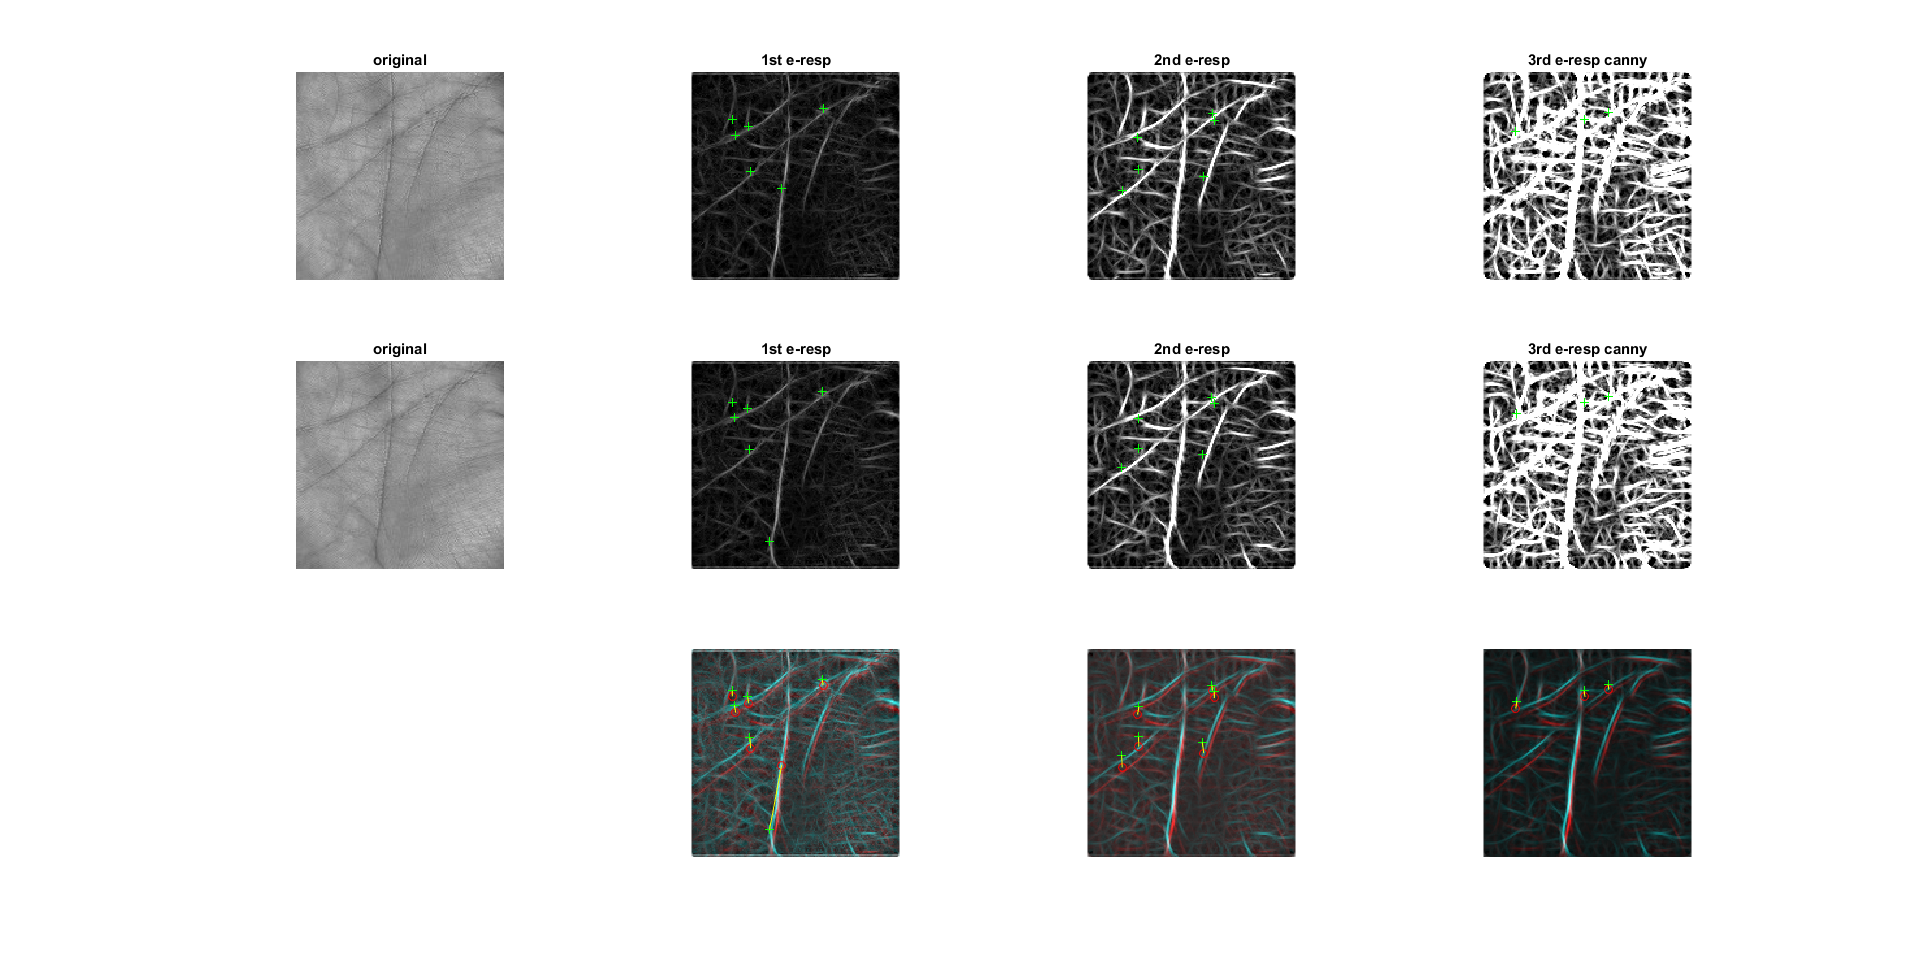 original
1st e-resp
2nd e-resp
3rd e-resp canny
original
1st e-resp
2nd e-resp
3rd e-resp canny